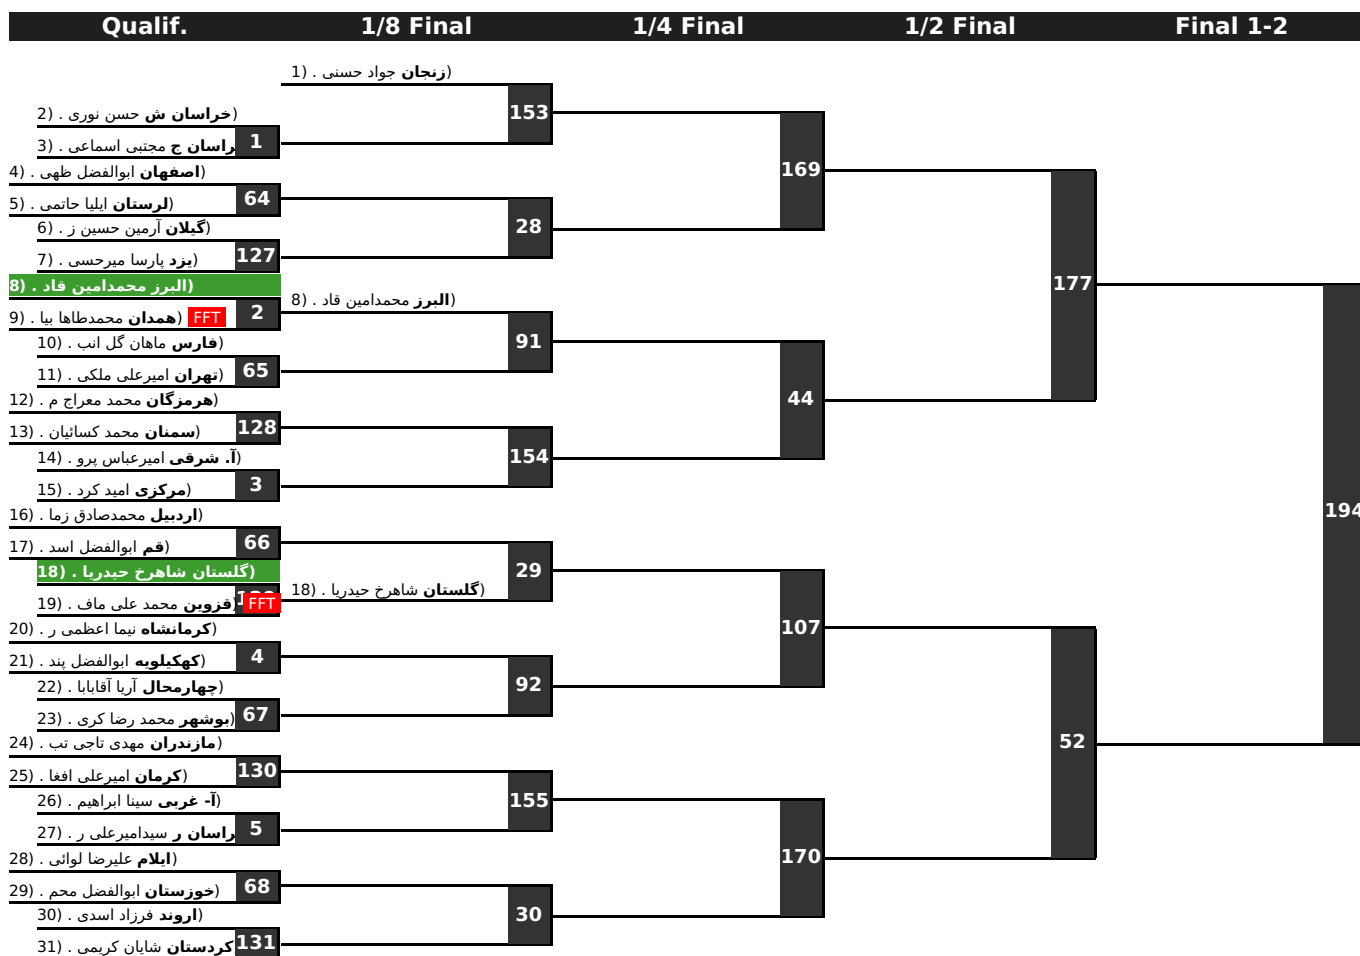 Qualif.
1/8 Final
1/4 Final
1/2 Final
Final 1-2
1) . جواد حسنی زنجان)
153
2) . حسن نوری خراسان ش)
1
3) . مجتبی اسماعی راسان ج
169
4) . ابوالفضل ظهی اصفهان)
64
5) . ایلیا حاتمی لرستان)
28
6) . آرمین حسین ز گیلان)
127
7) . پارسا میرحسی یزد)
177
8) . محمدامین قاد البرز)
8) . محمدامین قاد البرز)
2
9) . محمدطاها بیا همدان) FFT
91
10) . ماهان گل انب فارس)
65
11) . امیرعلی ملکی تهران)
44
12) . محمد معراج م هرمزگان)
128
13) . محمد کسائیان سمنان)
154
14) . امیرعباس پرو آ. شرقی)
3
15) . امید کرد مرکزی)
194
16) . محمدصادق زما اردبیل)
66
17) . ابوالفضل اسد قم)
29
18) . شاهرخ حیدریا گلستان)
18) . شاهرخ حیدریا گلستان)
19) . محمد علی ماف قزوین) FFT
107
20) . نیما اعظمی ر کرمانشاه)
4
21) . ابوالفضل پند کهکیلویه)
92
22) . آریا آقابابا چهارمحال)
67
23) . محمد رضا کری بوشهر)
52
24) . مهدی تاجی تب مازندران)
130
25) . امیرعلی افغا کرمان)
155
26) . سینا ابراهیم آ- غربی)
5
27) . سیدامیرعلی ر راسان ر
170
28) . علیرضا لوائی ایلام)
68
29) . ابوالفضل محم خوزستان)
30
30) . فرزاد اسدی اروند)
131
31) . شایان کریمی کردستان